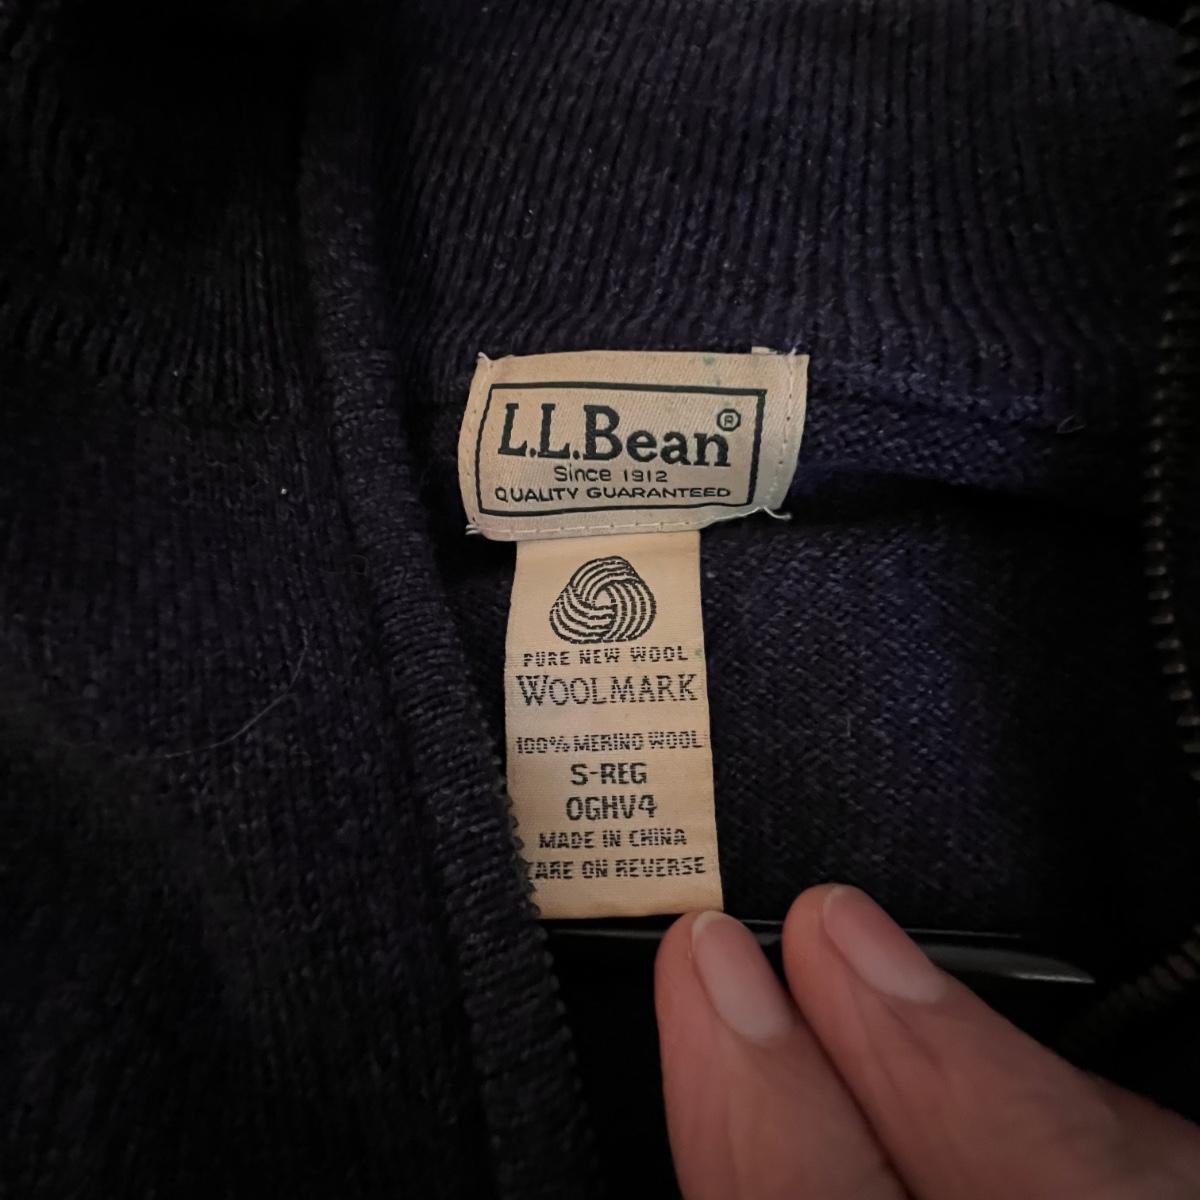 L.L.Bean®
Since 1912
QUALITY GUARANTEED
PURE NEW WOOL
WOOLMARK
100% MERINO WOOL
S-REG
0GHV4
MADE IN CHINA
CARE ON REVERSE